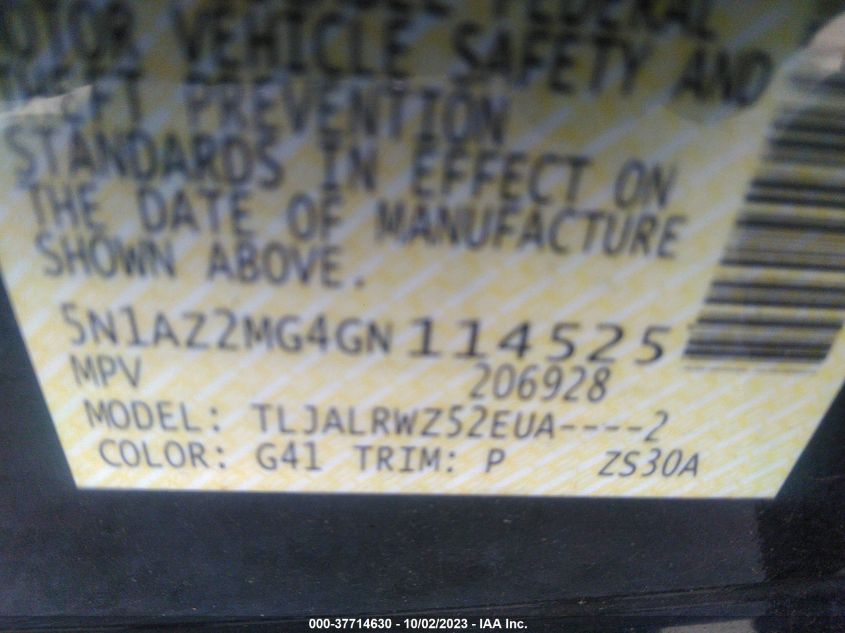 FEDERAL
MOTOR VEHICLE SAFETY AND
THEFT PREVENTION
STANDARDS IN EFFECT ON
THE DATE OF MANUFACTURE
SHOWN ABOVE.
5N1AZ2MG4GN114525
MPV 206928
MODEL: TLJALRWZ52EUA----2
COLOR: G41 TRIM: P ZS30A
000-37714630 - 10/02/2023 - IAA Inc.